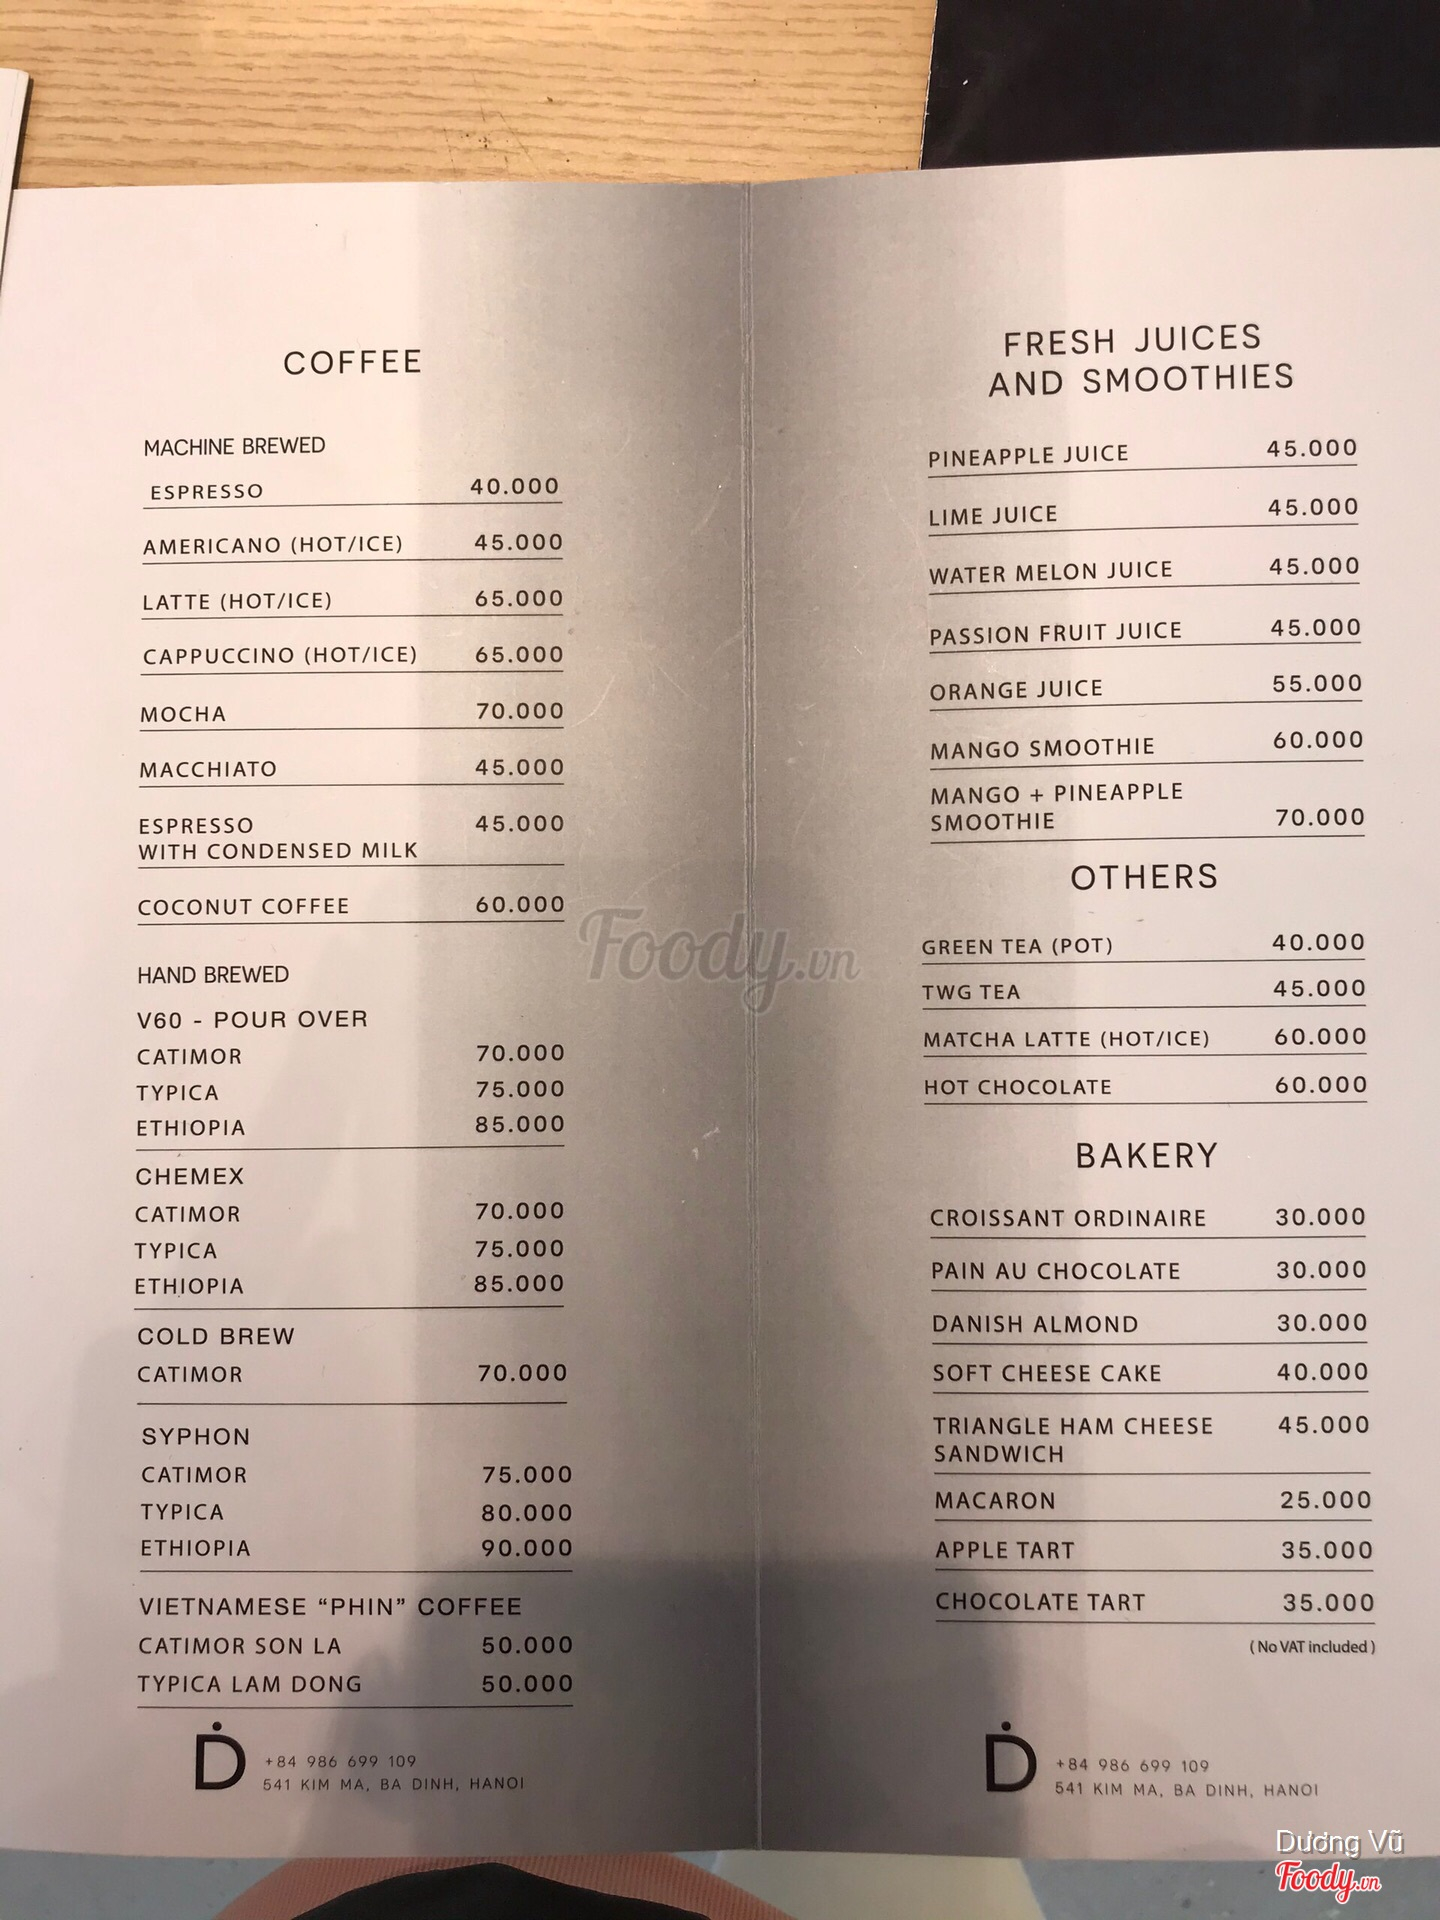 COFFEE
MACHINE BREWED
ESPRESSO 40.000
AMERICANO (HOT/ICE) 45.000
LATTE (HOT/ICE) 65.000
CAPPUCCINO (HOT/ICE) 65.000
MOCHA 70.000
MACCHIATO 45.000
ESPRESSO 45.000
WITH CONDENSED MILK
COCONUT COFFEE 60.000
HAND BREWED
V60 - POUR OVER
CATIMOR 70.000
TYPICA 75.000
ETHIOPIA 85.000
CHEMEX
CATIMOR 70.000
TYPICA 75.000
ETHIOPIA 85.000
COLD BREW
CATIMOR 70.000
SYPHON
CATIMOR 75.000
TYPICA 80.000
ETHIOPIA 90.000
VIETNAMESE “PHIN” COFFEE
CATIMOR SON LA 50.000
TYPICA LAM DONG 50.000
Ḋ
+84 986 699 109
541 KIM MA, BA DINH, HANOI
FRESH JUICES
AND SMOOTHIES
PINEAPPLE JUICE 45.000
LIME JUICE 45.000
WATER MELON JUICE 45.000
PASSION FRUIT JUICE 45.000
ORANGE JUICE 55.000
MANGO SMOOTHIE 60.000
MANGO + PINEAPPLE
SMOOTHIE 70.000
OTHERS
GREEN TEA (POT) 40.000
TWG TEA 45.000
MATCHA LATTE (HOT/ICE) 60.000
HOT CHOCOLATE 60.000
BAKERY
CROISSANT ORDINAIRE 30.000
PAIN AU CHOCOLATE 30.000
DANISH ALMOND 30.000
SOFT CHEESE CAKE 40.000
TRIANGLE HAM CHEESE 45.000
SANDWICH
MACARON 25.000
APPLE TART 35.000
CHOCOLATE TART 35.000
( No VAT included )
Ḋ
+84 986 699 109
541 KIM MA, BA DINH, HANOI
Foody.vn
Dương Vũ
Foody.vn